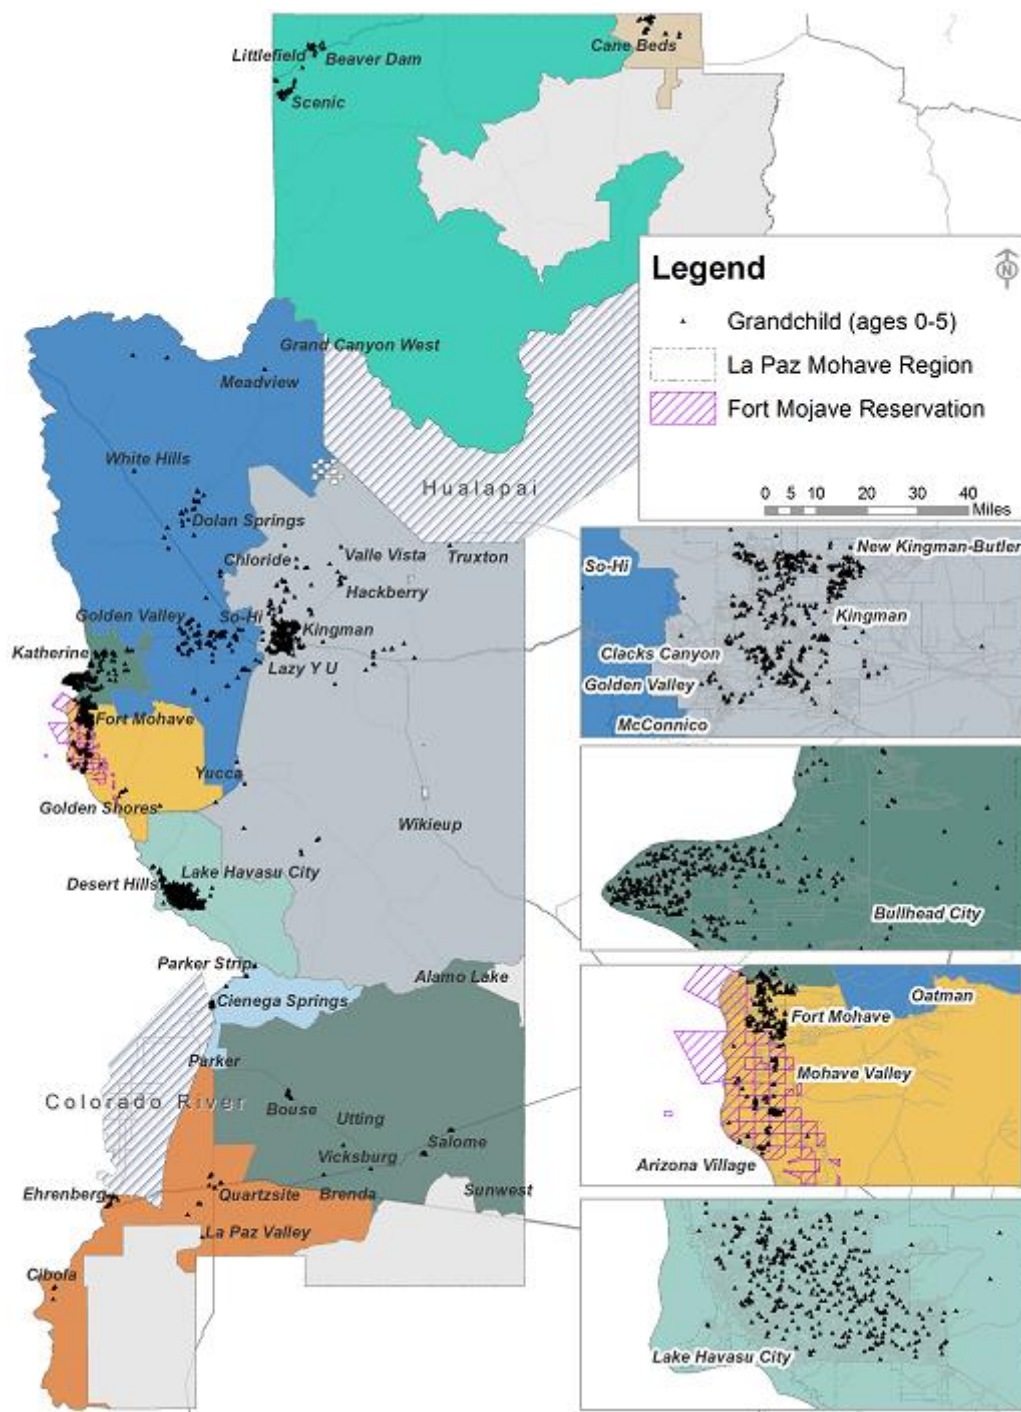 Littlefield
Beaver Dam
Cane Beds
Scenic
Legend
N
Grandchild (ages 0-5)
La Paz Mohave Region
Fort Mojave Reservation
0 5 10 20 30 40
Miles
Grand Canyon West
Meadview
White Hills
Hualapai
Dolan Springs
Chloride
Valle Vista
Truxton
Hackberry
Golden Valley
So-Hi
Kingman
Katherine
Lazy Y U
Fort Mohave
Yucca
Golden Shores
Wikieup
Desert Hills
Lake Havasu City
Parker Strip
Alamo Lake
Cienega Springs
Parker
Colorado River
Bouse
Utting
Salome
Vicksburg
Ehrenberg
Quartzsite
Brenda
Sunwest
La Paz Valley
Cibola
New Kingman-Butler
So-Hi
Kingman
Clacks Canyon
Golden Valley
McConnico
Bullhead City
Oatman
Fort Mohave
Mohave Valley
Arizona Village
Lake Havasu City